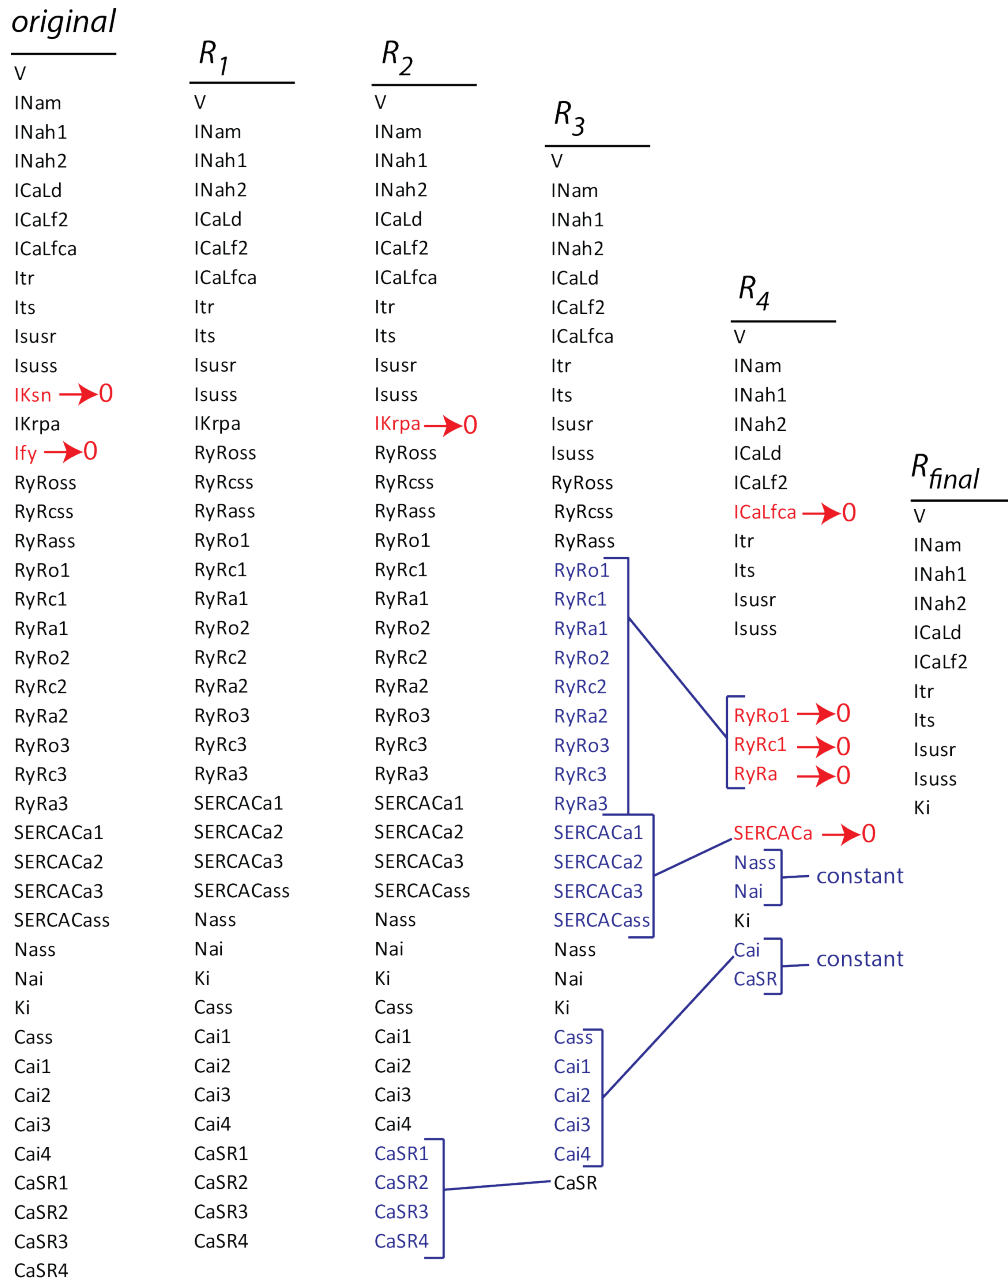 original
V
INam
INah1
INah2
ICaLd
ICaLf2
ICaLfca
Itr
Its
Isusr
Isuss
IKsn → 0
IKrpa
Ify → 0
RyRoss
RyRcss
RyRass
RyRo1
RyRc1
RyRa1
RyRo2
RyRc2
RyRa2
RyRo3
RyRc3
RyRa3
SERCACa1
SERCACa2
SERCACa3
SERCACass
Nass
Nai
Ki
Cass
Cai1
Cai2
Cai3
Cai4
CaSR1
CaSR2
CaSR3
CaSR4
R1
V
INam
INah1
INah2
ICaLd
ICaLf2
ICaLfca
Itr
Its
Isusr
Isuss
IKrpa
RyRoss
RyRcss
RyRass
RyRo1
RyRc1
RyRa1
RyRo2
RyRc2
RyRa2
RyRo3
RyRc3
RyRa3
SERCACa1
SERCACa2
SERCACa3
SERCACass
Nass
Nai
Ki
Cass
Cai1
Cai2
Cai3
Cai4
CaSR1
CaSR2
CaSR3
CaSR4
R2
V
INam
INah1
INah2
ICaLd
ICaLf2
ICaLfca
Itr
Its
Isusr
Isuss
IKrpa → 0
RyRoss
RyRcss
RyRass
RyRo1
RyRc1
RyRa1
RyRo2
RyRc2
RyRa2
RyRo3
RyRc3
RyRa3
SERCACa1
SERCACa2
SERCACa3
SERCACass
Nass
Nai
Ki
Cass
Cai1
Cai2
Cai3
Cai4
CaSR1
CaSR2
CaSR3
CaSR4
R3
V
INam
INah1
INah2
ICaLd
ICaLf2
ICaLfca
Itr
Its
Isusr
Isuss
RyRoss
RyRcss
RyRass
RyRo1
RyRc1
RyRa1
RyRo2
RyRc2
RyRa2
RyRo3
RyRc3
RyRa3
SERCACa1
SERCACa2
SERCACa3
SERCACass
Nass
Nai
Ki
Cass
Cai1
Cai2
Cai3
Cai4
CaSR
R4
V
INam
INah1
INah2
ICaLd
ICaLf2
ICaLfca → 0
Itr
Its
Isusr
Isuss
RyRo1 → 0
RyRc1 → 0
RyRa → 0
SERCACa → 0
Nass
Nai
constant
Ki
Cai
CaSR
constant
Rfinal
V
INam
INah1
INah2
ICaLd
ICaLf2
Itr
Its
Isusr
Isuss
Ki